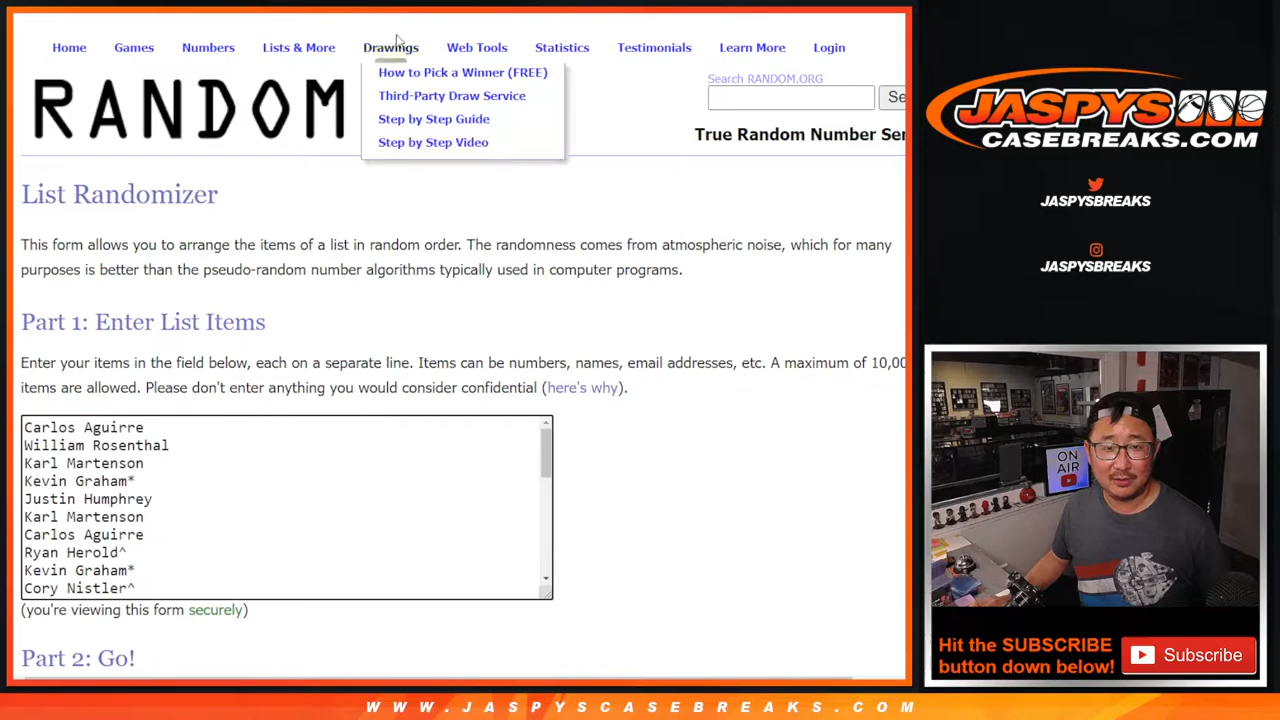 Home Games Numbers Lists & More Drawings Web Tools Statistics Testimonials Learn More Login
How to Pick a Winner (FREE)
Third-Party Draw Service
Step by Step Guide
Step by Step Video
RANDOM
Search RANDOM.ORG
Se
True Random Number Ser
List Randomizer
This form allows you to arrange the items of a list in random order. The randomness comes from atmospheric noise, which for many
purposes is better than the pseudo-random number algorithms typically used in computer programs.
Part 1: Enter List Items
Enter your items in the field below, each on a separate line. Items can be numbers, names, email addresses, etc. A maximum of 10,00
items are allowed. Please don't enter anything you would consider confidential (here's why).
Carlos Aguirre
William Rosenthal
Karl Martenson
Kevin Graham*
Justin Humphrey
Karl Martenson
Carlos Aguirre
Ryan Herold^
Kevin Graham*
Cory Nistler^
(you're viewing this form securely)
Part 2: Go!
JASPYS
CASEBREAKS.COM
JASPYSBREAKS
JASPYSBREAKS
ON
AIR
Hit the SUBSCRIBE
button down below!
Subscribe
WWW.JASPYSCASEBREAKS.COM